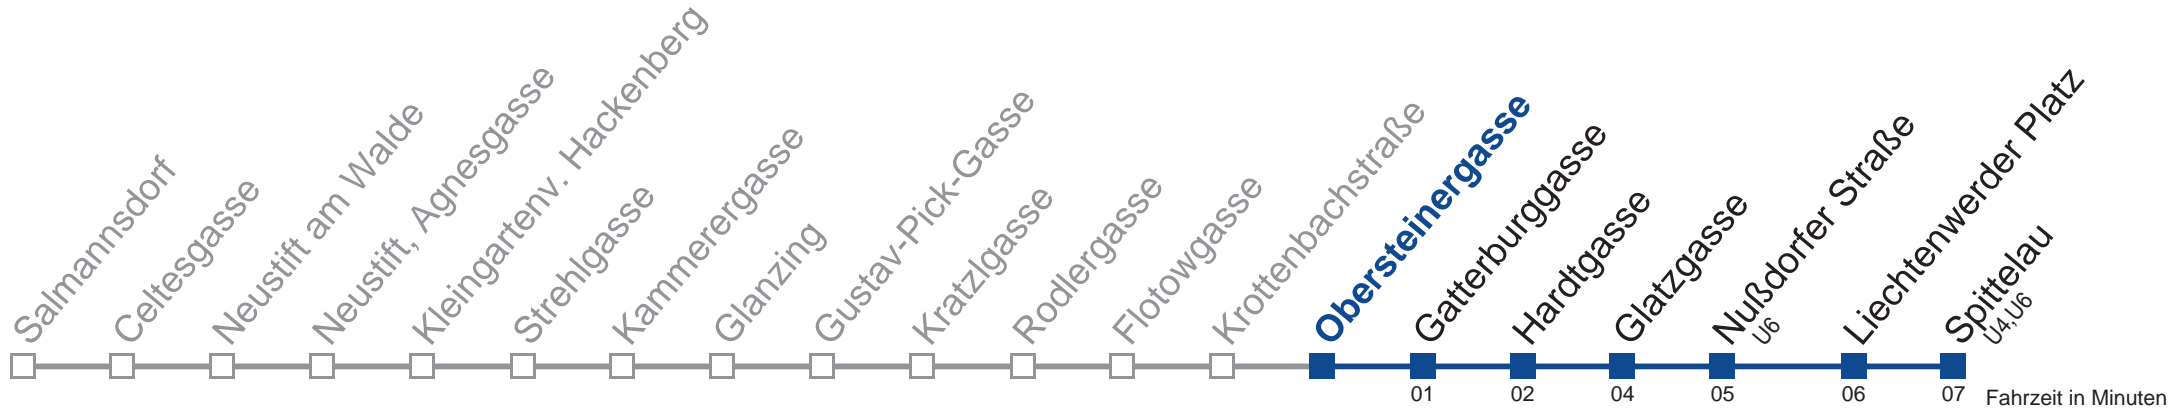 Salmannsdorf
Celtesgasse
Neustift am Walde
Neustift, Agnesgasse
Kleingartenv. Hackenberg
Strehlgasse
Kammerergasse
Glanzing
Gustav-Pick-Gasse
Kratzlgasse
Rodlergasse
Flotowgasse
Krottenbachstraße
Obersteinergasse
Gatterburggasse
Hardtgasse
Glatzgasse
Nußdorfer Straße
U6
Liechtenwerder Platz
Spittelau
U4,U6
01 02 04 05 06 07 Fahrzeit in Minuten